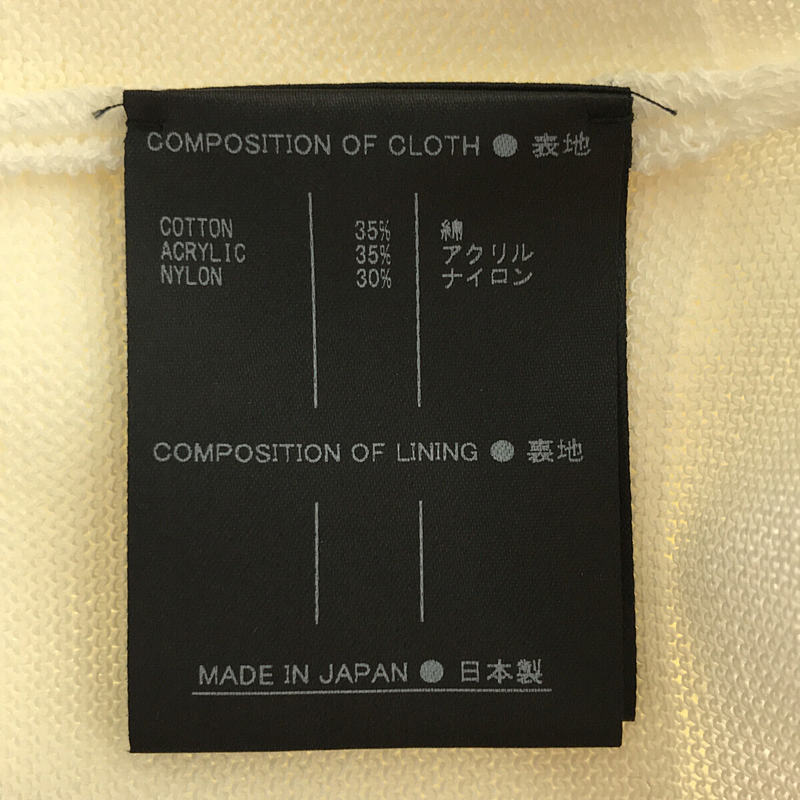 COMPOSITION OF CLOTH ● 表地
COTTON 35% 綿
ACRYLIC 35% アクリル
NYLON 30% ナイロン
COMPOSITION OF LINING ● 裏地
MADE IN JAPAN ● 日本製